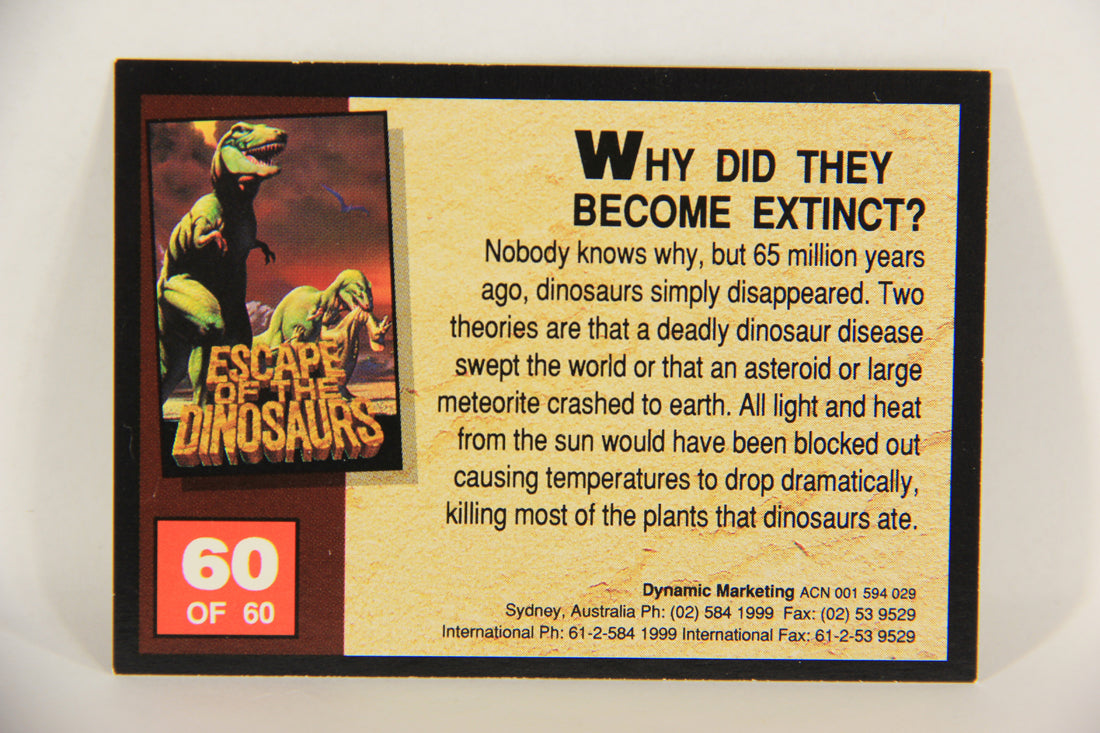 ESCAPE
OF THE
DINOSAURS
60
OF 60
WHY DID THEY
BECOME EXTINCT?
Nobody knows why, but 65 million years
ago, dinosaurs simply disappeared. Two
theories are that a deadly dinosaur disease
swept the world or that an asteroid or large
meteorite crashed to earth. All light and heat
from the sun would have been blocked out
causing temperatures to drop dramatically,
killing most of the plants that dinosaurs ate.
Dynamic Marketing ACN 001 594 029
Sydney, Australia Ph: (02) 584 1999 Fax: (02) 53 9529
International Ph: 61-2-584 1999 International Fax: 61-2-53 9529